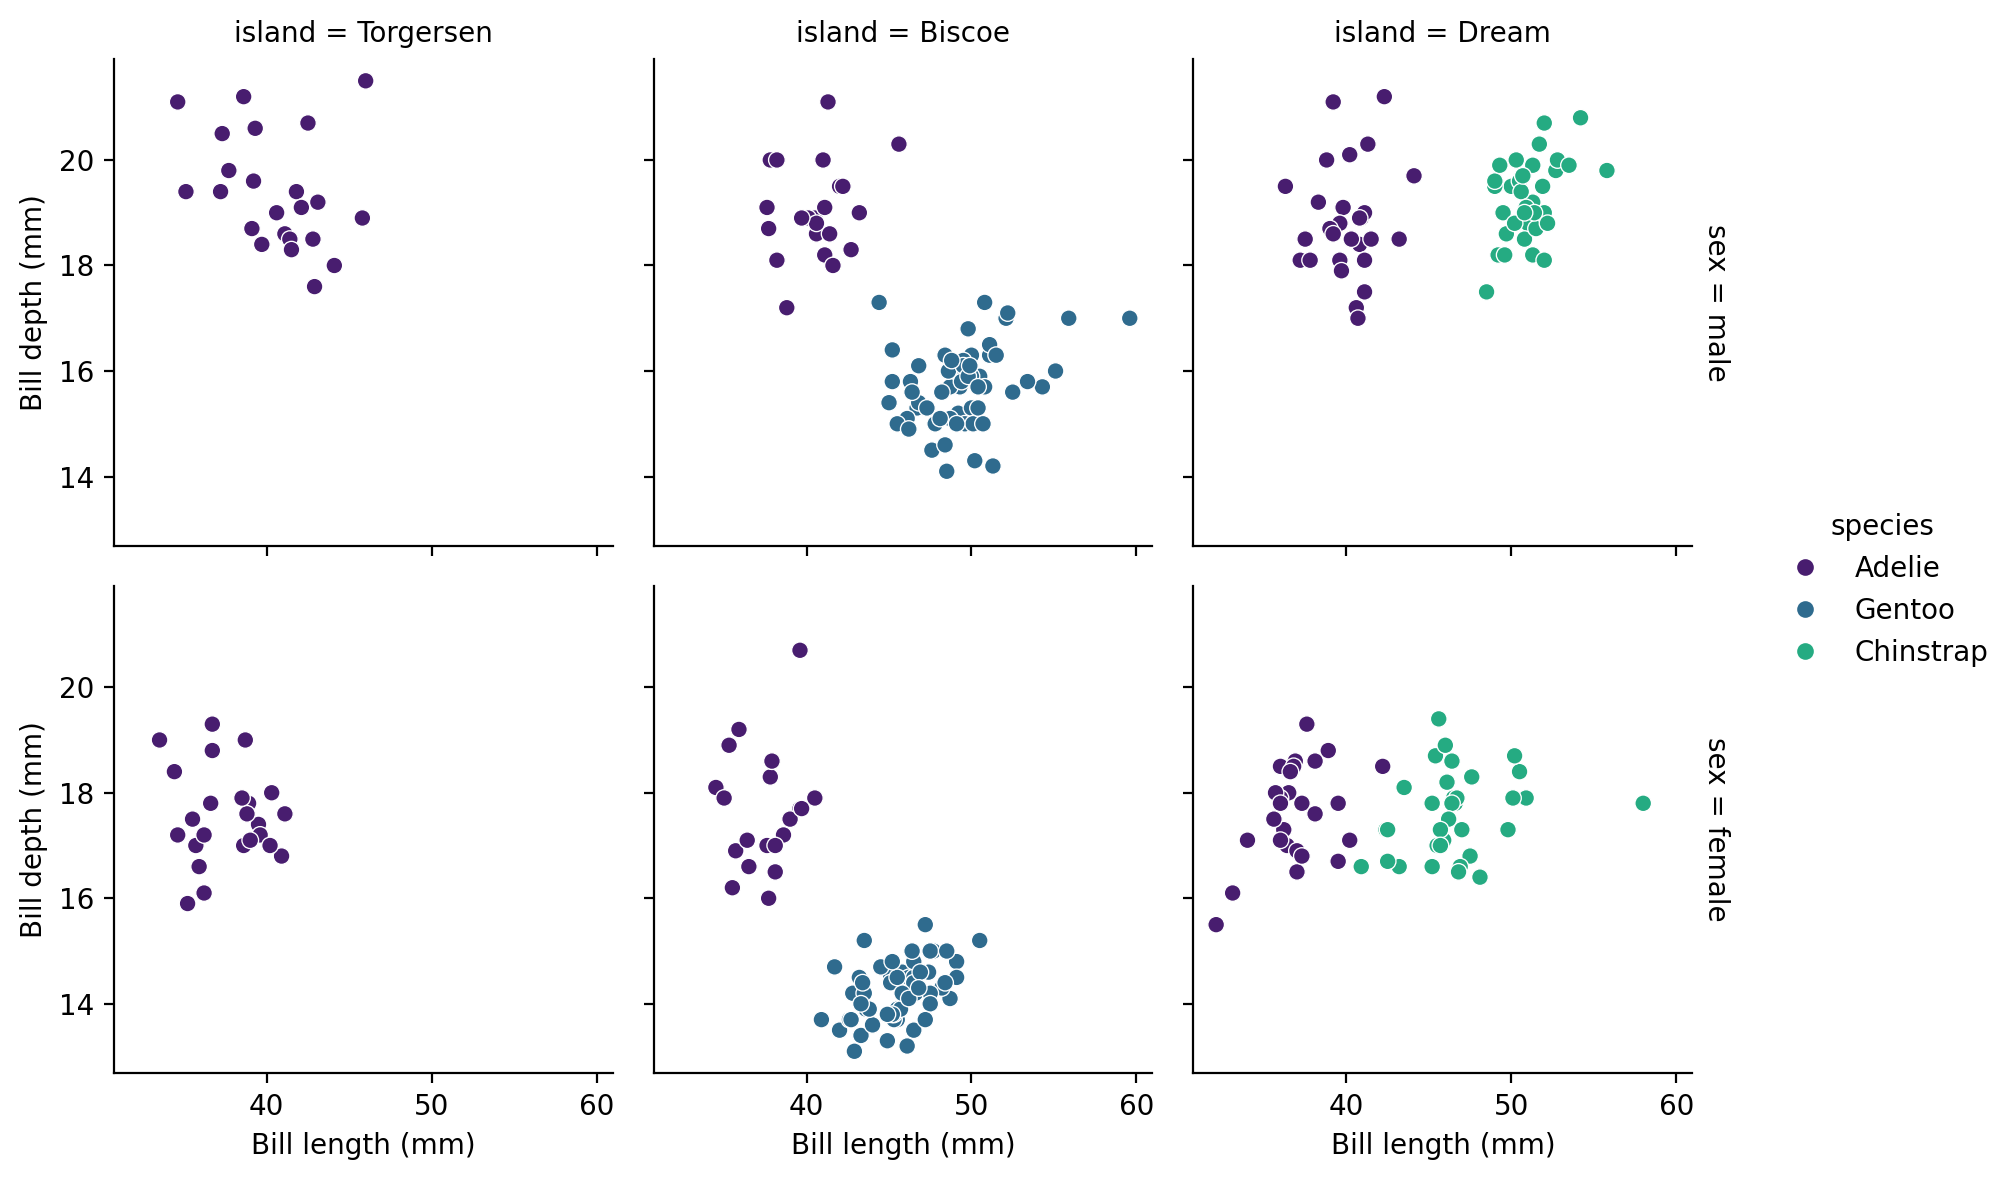 island = Torgersen
island = Biscoe
island = Dream
Bill depth (mm)
20
18
16
14
sex = male
species
Adelie
Gentoo
Chinstrap
Bill depth (mm)
20
18
16
14
sex = female
40
50
60
40
50
60
40
50
60
Bill length (mm)
Bill length (mm)
Bill length (mm)